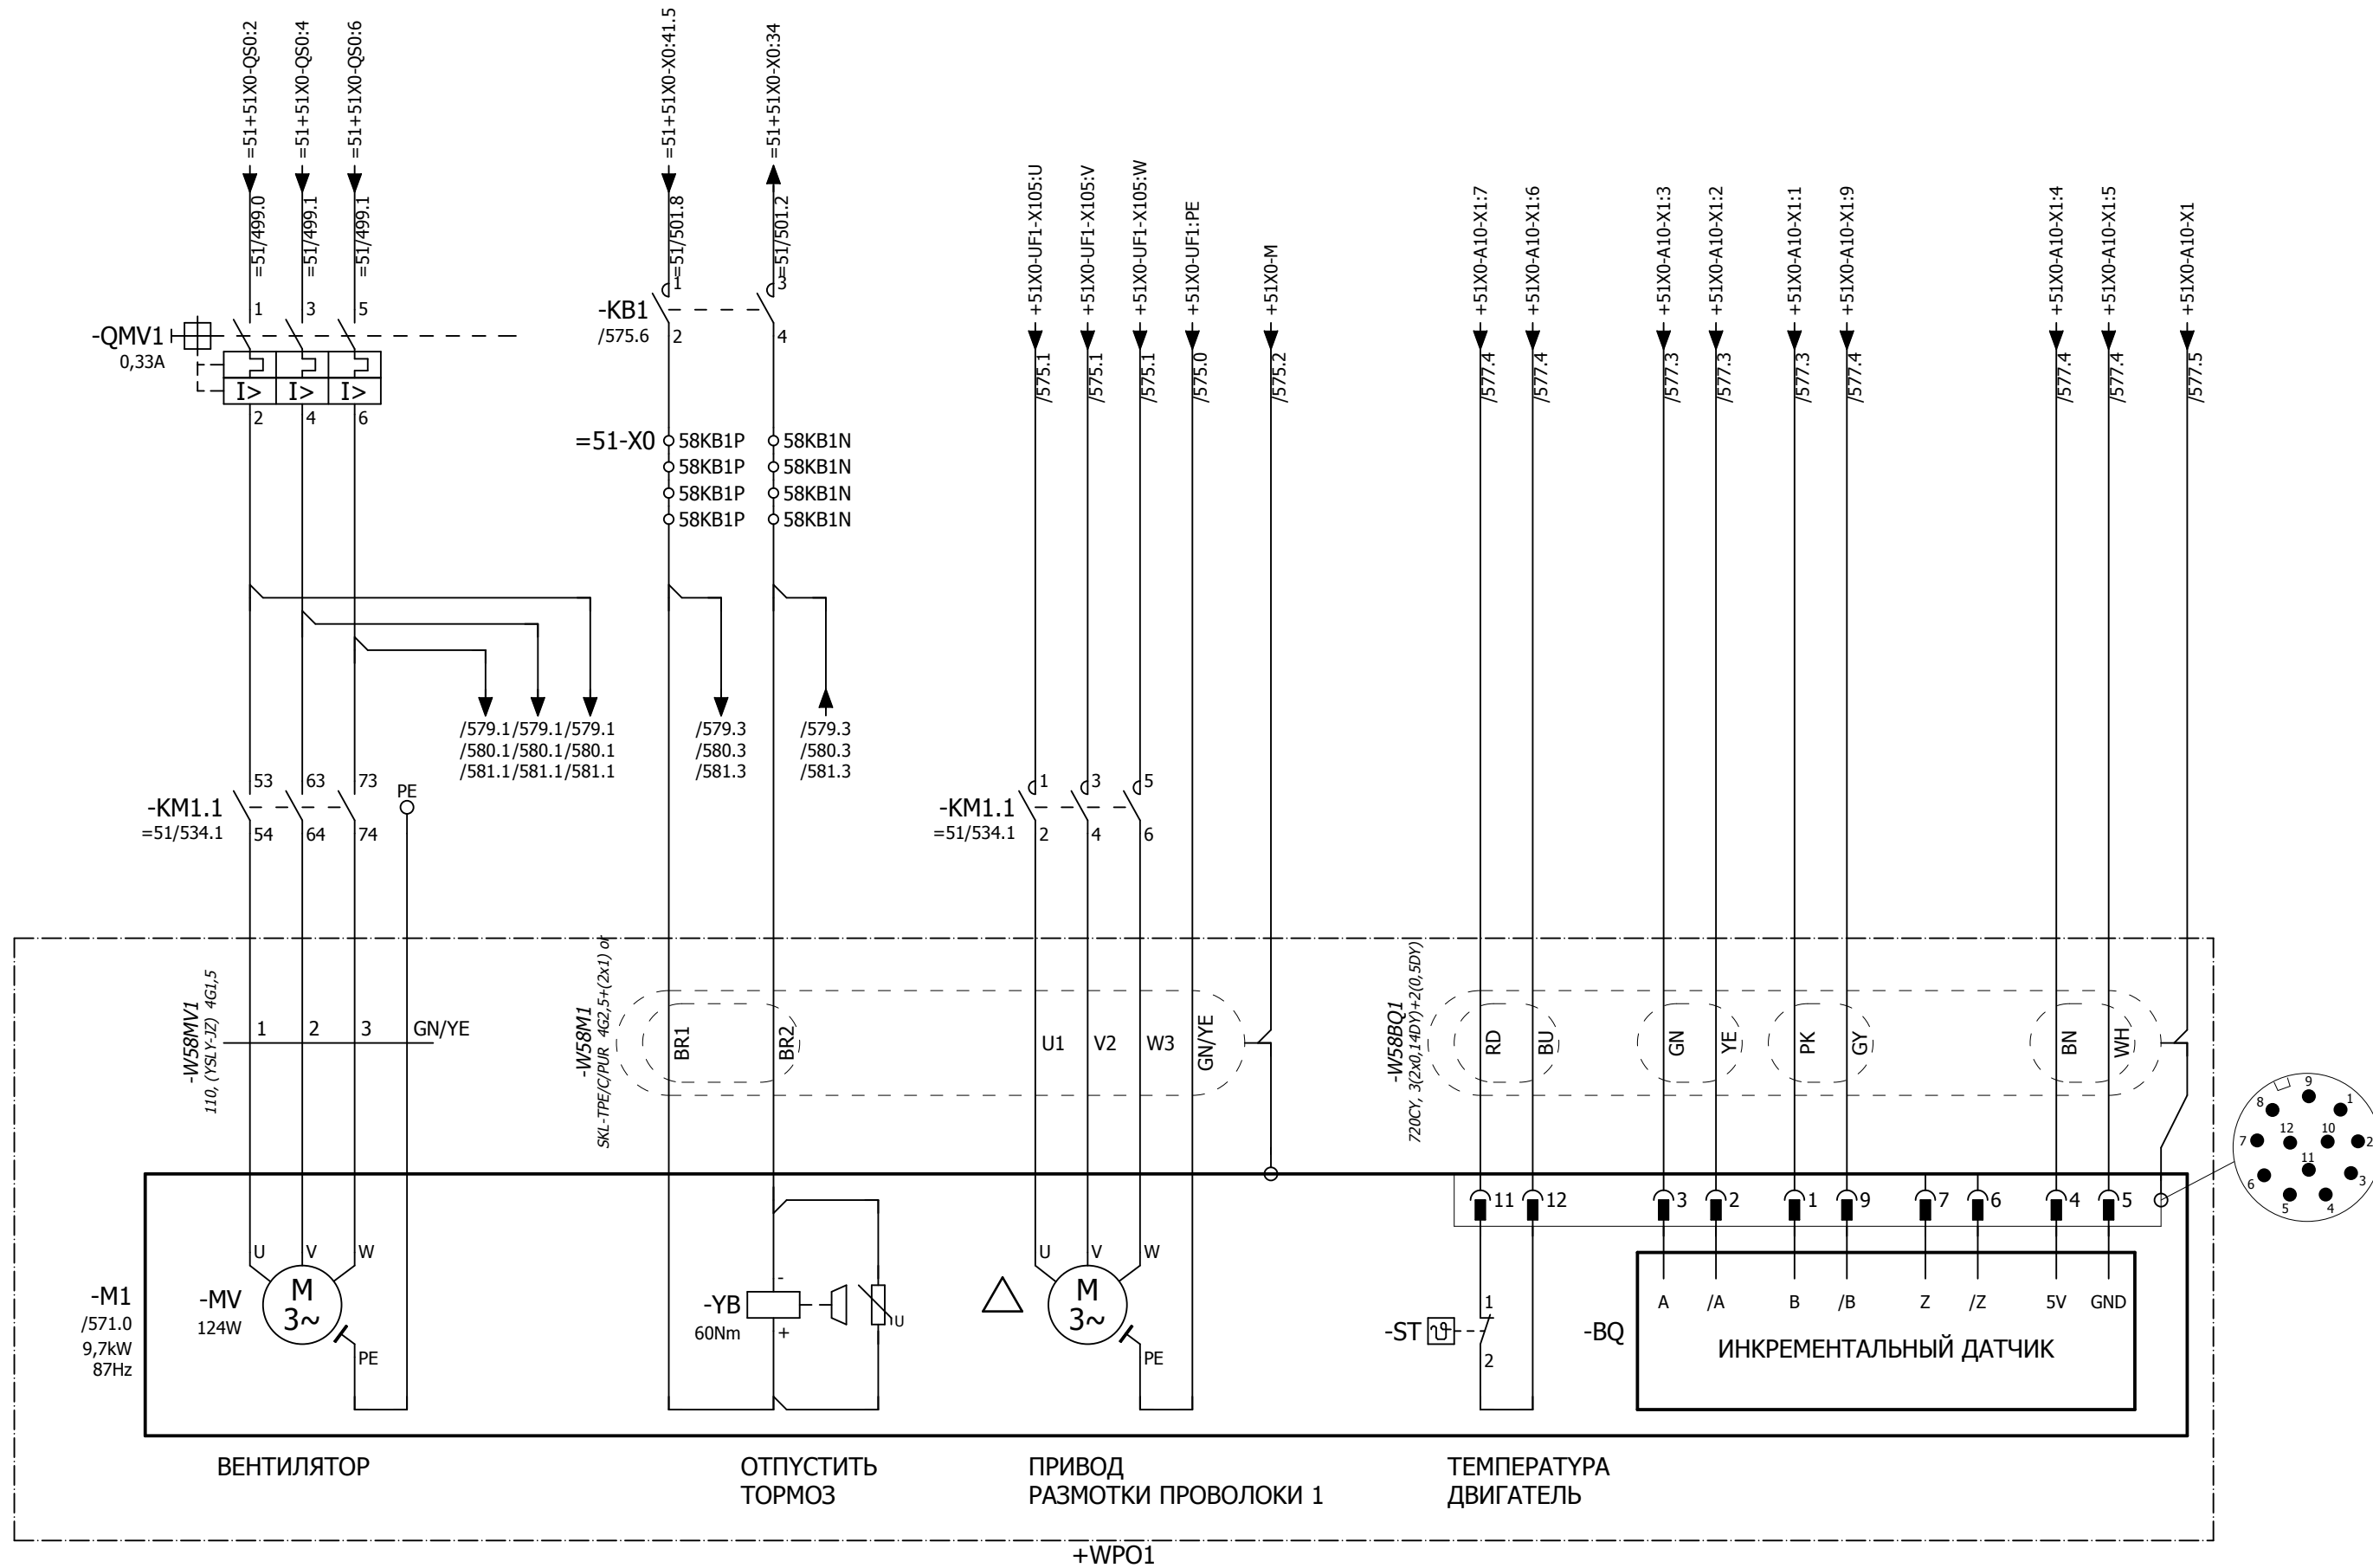 =51+51X0-QS0:2
=51+51X0-QS0:4
=51+51X0-QS0:6
=51+51X0-X0:41.5
=51+51X0-X0:34
+51X0-UF1-X105:U
+51X0-UF1-X105:V
+51X0-UF1-X105:W
+51X0-UF1:PE
+51X0-M
+51X0-A10-X1:7
+51X0-A10-X1:6
+51X0-A10-X1:3
+51X0-A10-X1:2
+51X0-A10-X1:1
+51X0-A10-X1:9
+51X0-A10-X1:4
+51X0-A10-X1:5
+51X0-A10-X1
=51/499.0
=51/499.1
=51/499.1
=51/501.8
=51/501.2
/575.1
/575.1
/575.1
/575.0
/575.2
/577.4
/577.4
/577.3
/577.3
/577.3
/577.4
/577.4
/577.4
/577.5
-QMV1
0,33A
1 3 5
I> I> I>
2 4 6
-KB1
/575.6
1 3
2 4
=51-X0 58KB1P 58KB1N
58KB1P 58KB1N
58KB1P 58KB1N
58KB1P 58KB1N
/579.1 /579.1 /579.1
/580.1 /580.1 /580.1
/581.1 /581.1 /581.1
/579.3
/580.3
/581.3
/579.3
/580.3
/581.3
-KM1.1
=51/534.1
53 63 73
54 64 74
PE
-KM1.1
=51/534.1
1 3 5
2 4 6
-W58MV1
110, (YSLY-JZ) 4G1,5
1 2 3 GN/YE
-W58M1
SKL-TPE/C/PUR 4G2,5+(2x1) or
BR1
BR2
U1 V2 W3
GN/YE
-W58BQ1
720CY, 3(2x0,14DY)+2(0,5DY)
RD
BU
GN
YE
PK
GY
BN
WH
9
8 1
7 12 10 2
11
6 3
5 4
11 12 3 2 1 9 7 6 4 5
-M1
/571.0
9,7kW
87Hz
-MV
124W
U V W
M
3~
PE
-YB
60Nm
-
+
U
U V W
M
3~
PE
-ST
1
2
-BQ
A /A B /B Z /Z 5V GND
ИНКРЕМЕНТАЛЬНЫЙ ДАТЧИК
ВЕНТИЛЯТОР
ОТПУСТИТЬ
ТОРМОЗ
ПРИВОД
РАЗМОТКИ ПРОВОЛОКИ 1
ТЕМПЕРАТУРА
ДВИГАТЕЛЬ
+WPO1